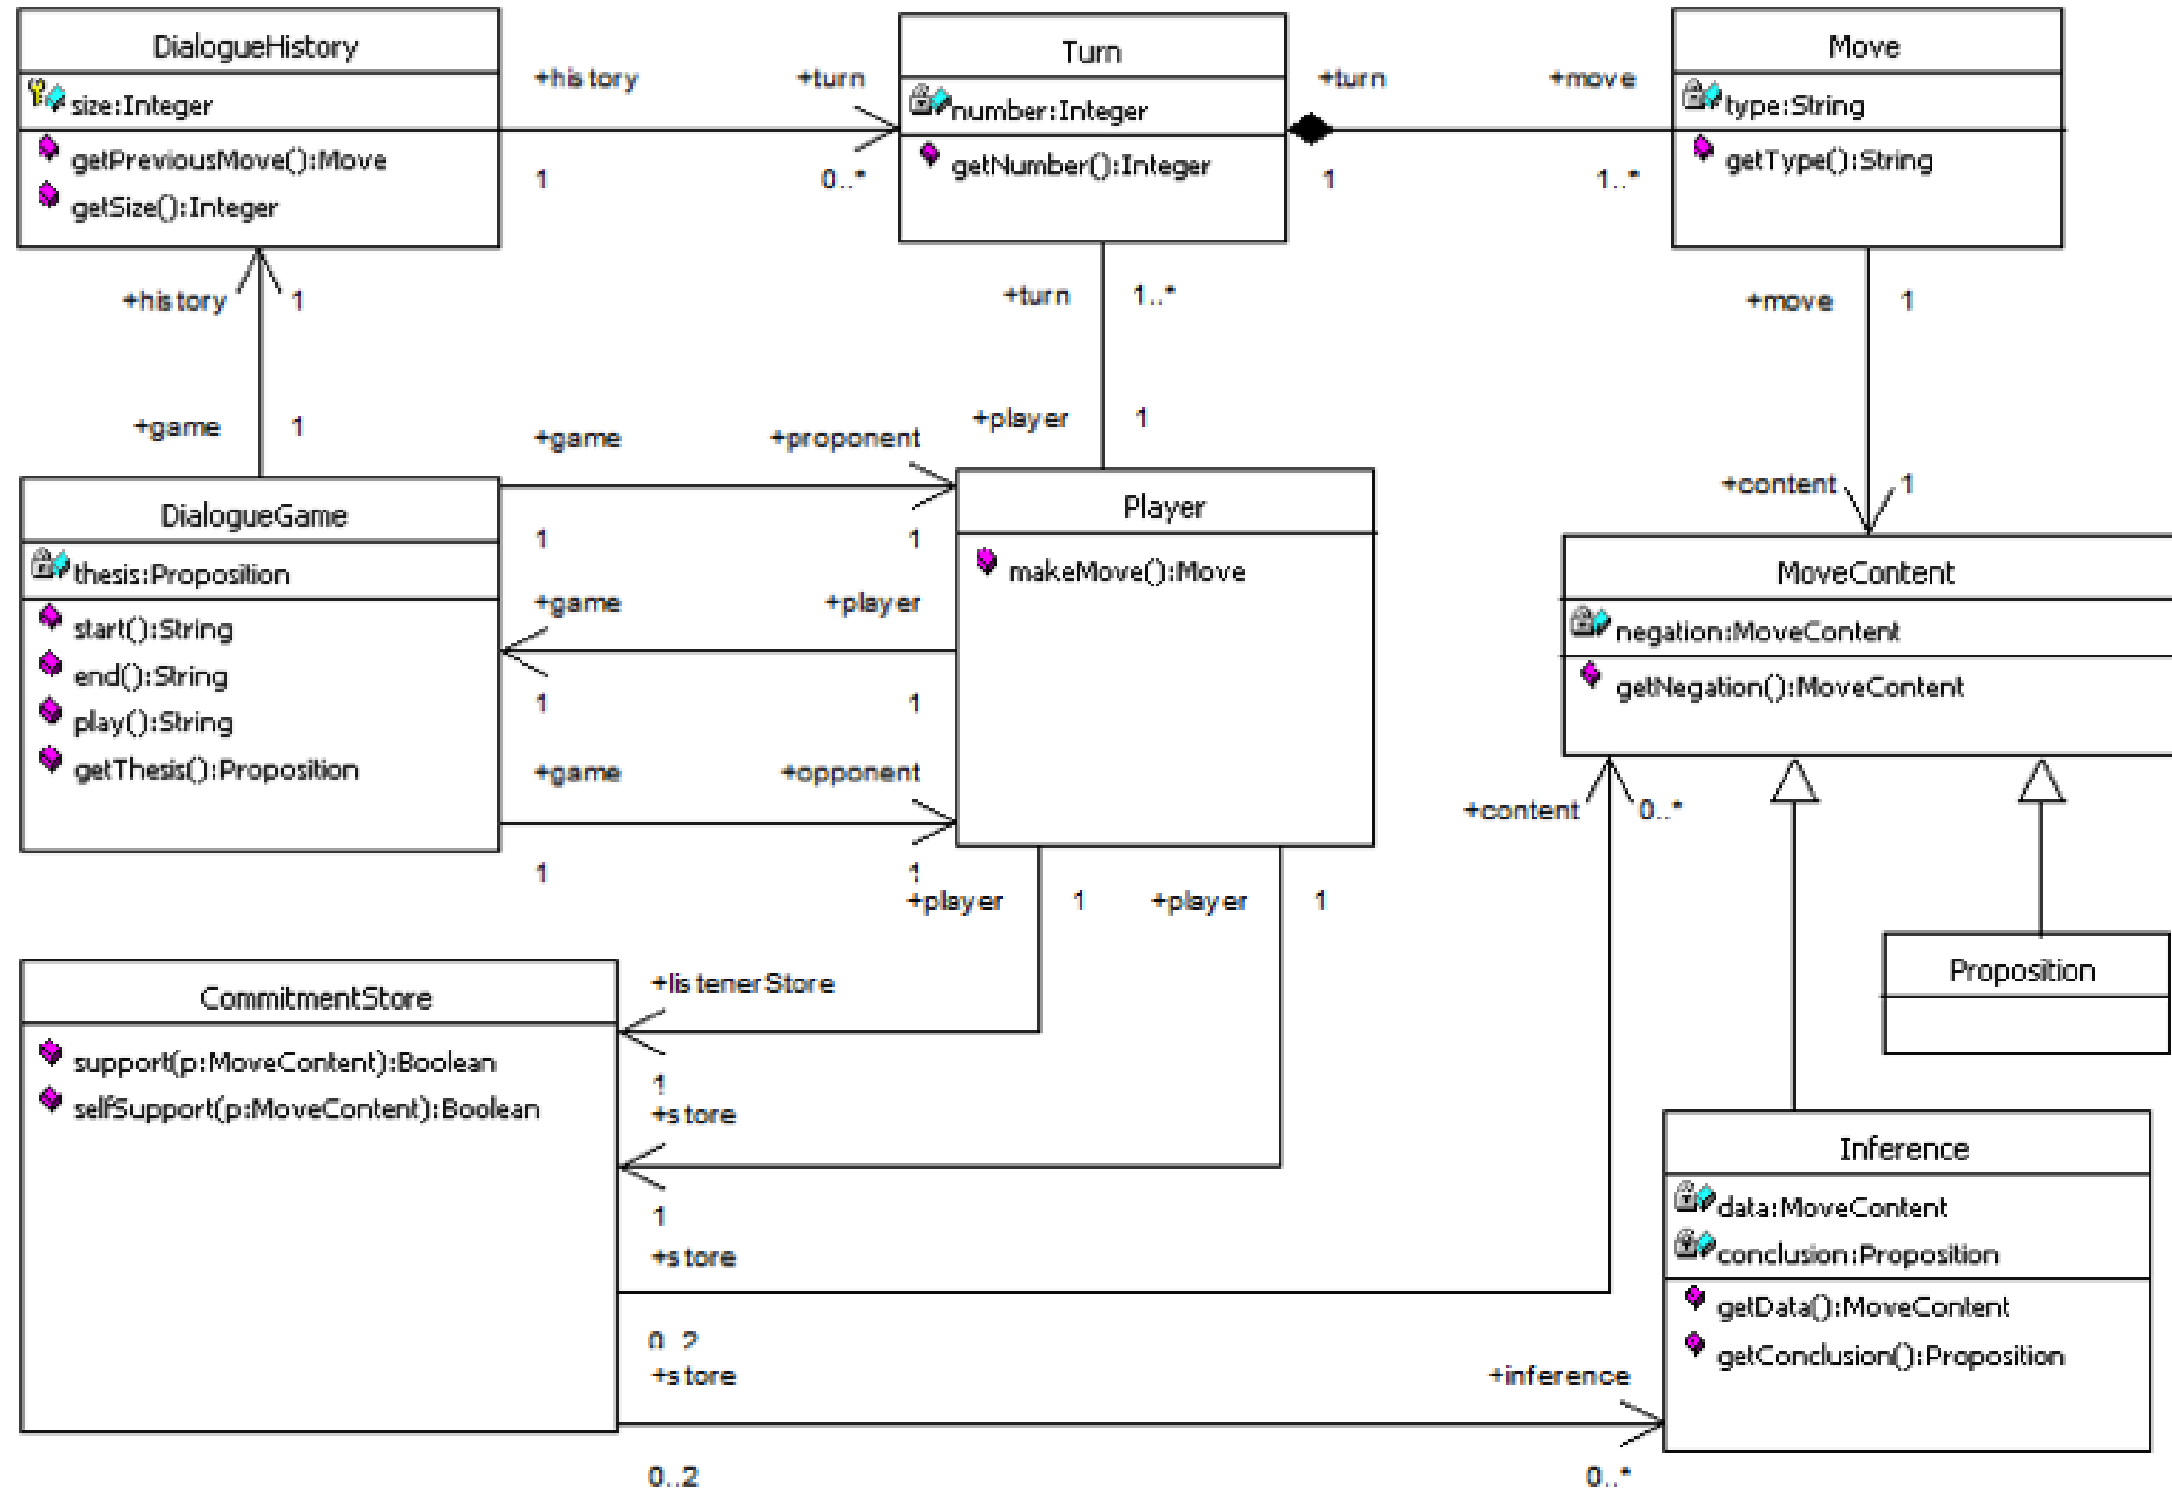 DialogueHistory
size:Integer
getPreviousMove():Move
getSize():Integer
+history
+turn
1
0..*
Turn
number:Integer
getNumber():Integer
+turn
+move
1
1..*
Move
type:String
getType():String
+history
1
+game
1
+turn
1..*
+player
1
+move
1
+content
1
DialogueGame
thesis:Proposition
start():String
end():String
play():String
getThesis():Proposition
+game
+proponent
1
1
+game
+player
1
1
+game
+opponent
1
1
Player
makeMove():Move
MoveContent
negation:MoveContent
getNegation():MoveContent
+content
0..*
+player
1
+player
1
Proposition
CommitmentStore
support(p:MoveContent):Boolean
selfSupport(p:MoveContent):Boolean
+listenerStore
1
+store
1
+store
0..2
+store
0..2
+inference
0..*
Inference
data:MoveContent
conclusion:Proposition
getData():MoveContent
getConclusion():Proposition